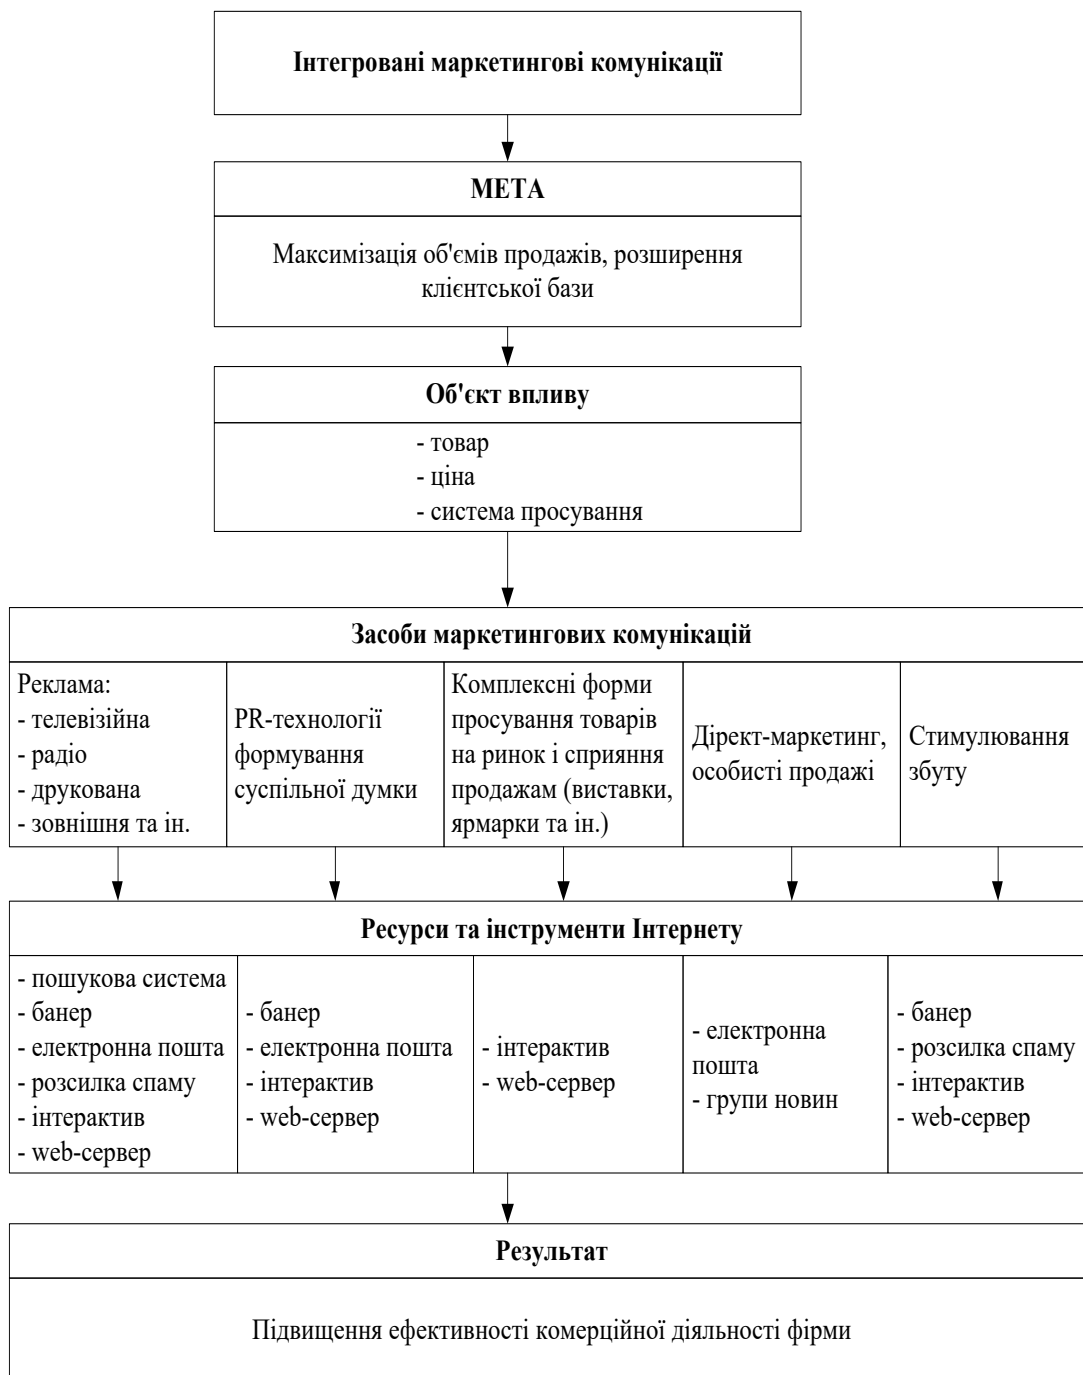 Інтегровані маркетингові комунікації
МЕТА
Максимізація об'ємів продажів, розширення
клієнтської бази
Об'єкт впливу
- товар
- ціна
- система просування
Засоби маркетингових комунікацій
Реклама:
- телевізійна
- радіо
- друкована
- зовнішня та ін.
PR-технології
формування
суспільної думки
Комплексні форми
просування товарів
на ринок і сприяння
продажам (виставки,
ярмарки та ін.)
Дірект-маркетинг,
особисті продажі
Стимулювання
збуту
Ресурси та інструменти Інтернету
- пошукова система
- банер
- електронна пошта
- розсилка спаму
- інтерактив
- web-сервер
- банер
- електронна пошта
- інтерактив
- web-сервер
- інтерактив
- web-сервер
- електронна
пошта
- групи новин
- банер
- розсилка спаму
- інтерактив
- web-сервер
Результат
Підвищення ефективності комерційної діяльності фірми